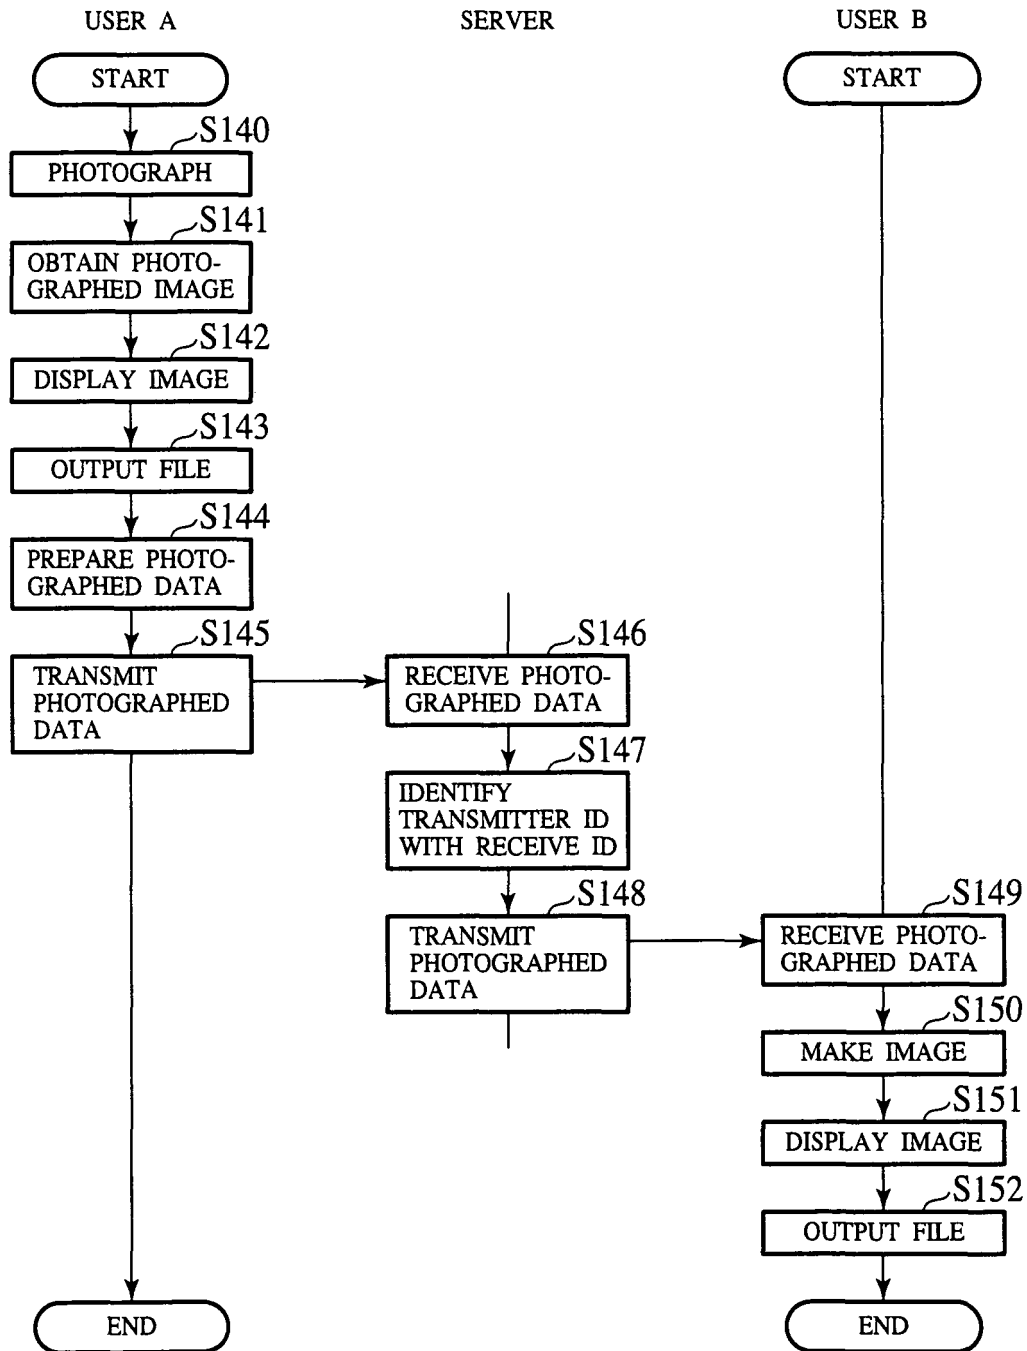 USER A
SERVER
USER B
START
START
S140
PHOTOGRAPH
S141
OBTAIN PHOTO-
GRAPHED IMAGE
S142
DISPLAY IMAGE
S143
OUTPUT FILE
S144
PREPARE PHOTO-
GRAPHED DATA
S145
TRANSMIT
PHOTOGRAPHED
DATA
S146
RECEIVE PHOTO-
GRAPHED DATA
S147
IDENTIFY
TRANSMITTER ID
WITH RECEIVE ID
S148
TRANSMIT
PHOTOGRAPHED
DATA
S149
RECEIVE PHOTO-
GRAPHED DATA
S150
MAKE IMAGE
S151
DISPLAY IMAGE
S152
OUTPUT FILE
END
END